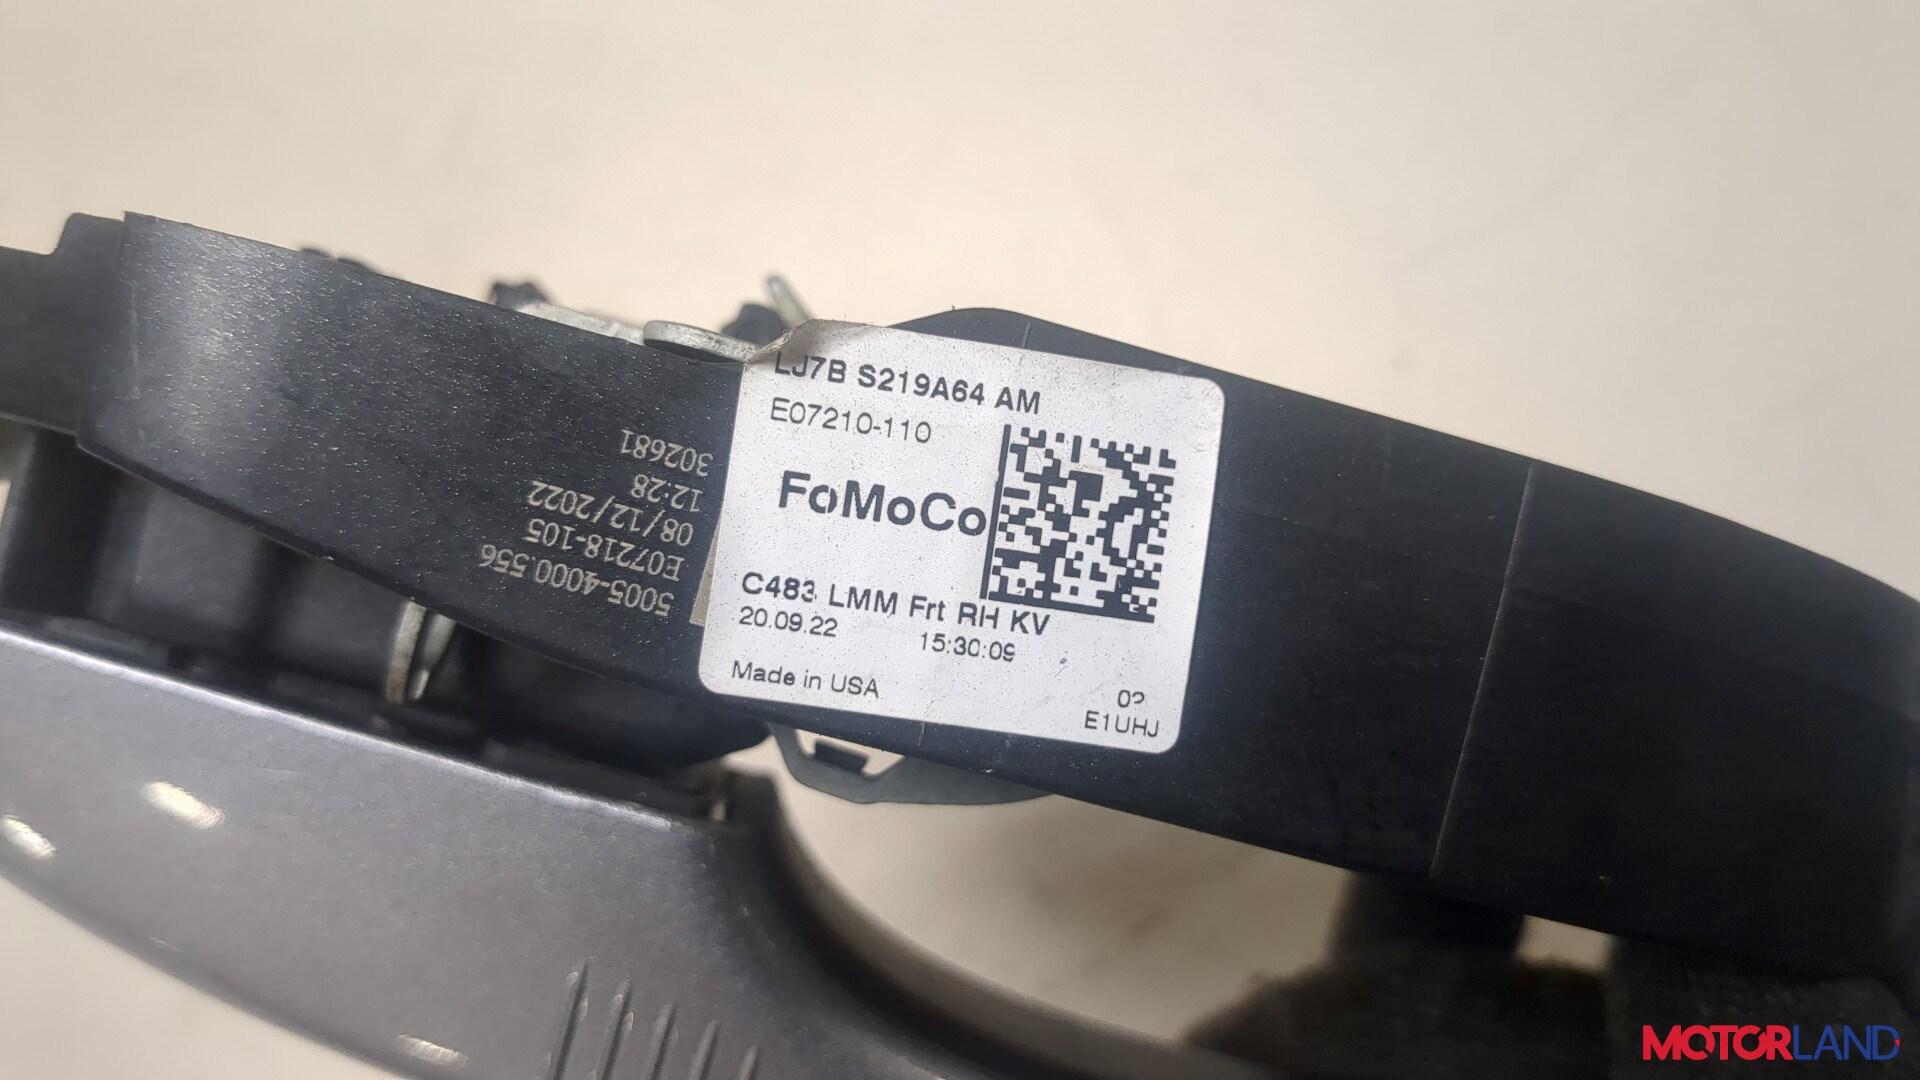 LJ7B S219A64 AM
E07210-110
FoMoCo
C483 LMM Frt RH KV
20.09.22 15:30:09
Made in USA
02
E1UHJ
5005-4000.556
E07218-105
08/12/2022
12:28
302681
MOTORLAND